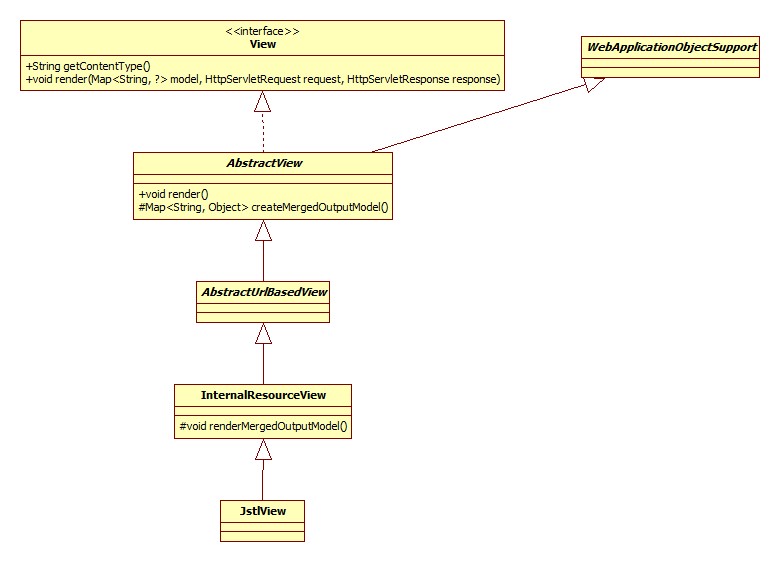 <<interface>>
View
+String getContentType()
+void render(Map<String, ?> model, HttpServletRequest request, HttpServletResponse response)
WebApplicationObjectSupport
AbstractView
+void render()
#Map<String, Object> createMergedOutputModel()
AbstractUrlBasedView
InternalResourceView
#void renderMergedOutputModel()
JstlView